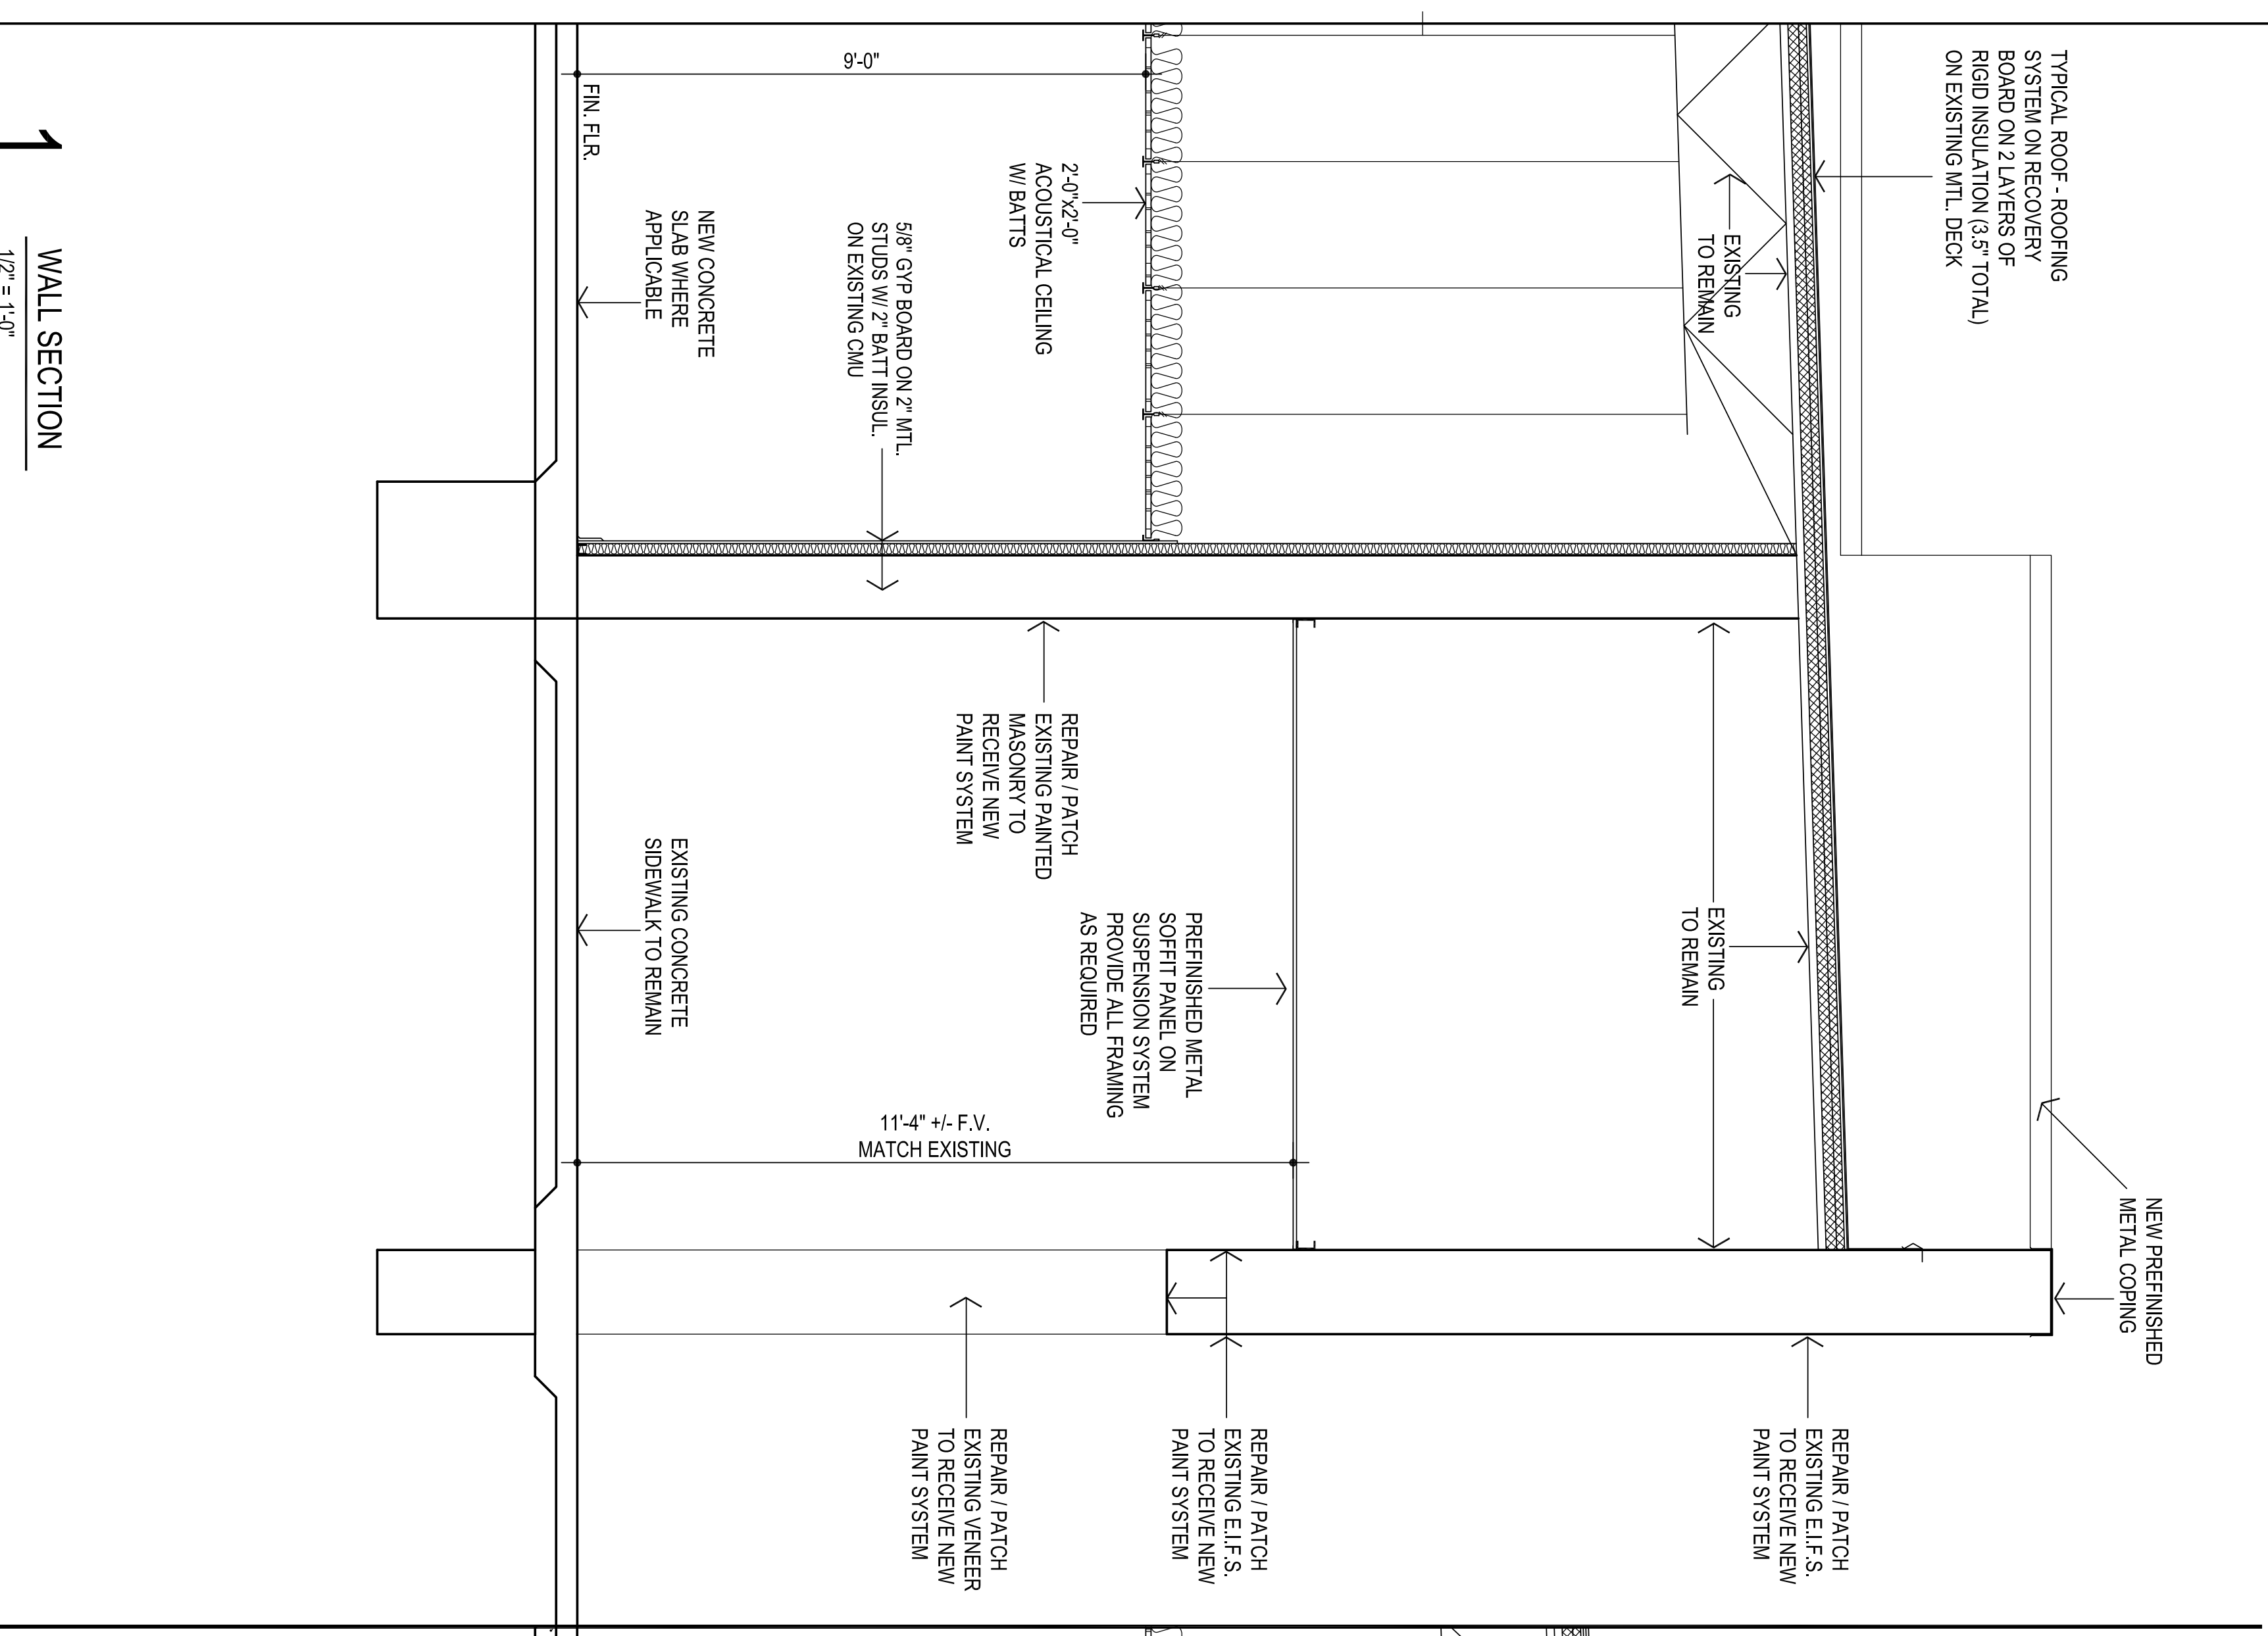 TYPICAL ROOF - ROOFING
SYSTEM ON RECOVERY
BOARD ON 2 LAYERS OF
RIGID INSULATION (3.5" TOTAL)
ON EXISTING MTL. DECK
NEW PREFINISHED
METAL COPING
EXISTING
TO REMAIN
EXISTING
TO REMAIN
REPAIR / PATCH
EXISTING E.I.F.S.
TO RECEIVE NEW
PAINT SYSTEM
2'-0"x2'-0"
ACOUSTICAL CEILING
W/ BATTS
PREFINISHED METAL
SOFFIT PANEL ON
SUSPENSION SYSTEM
PROVIDE ALL FRAMING
AS REQUIRED
REPAIR / PATCH
EXISTING E.I.F.S.
TO RECEIVE NEW
PAINT SYSTEM
REPAIR / PATCH
EXISTING PAINTED
MASONRY TO
RECEIVE NEW
PAINT SYSTEM
9'-0"
5/8" GYP BOARD ON 2" MTL.
STUDS W/ 2" BATT INSUL.
ON EXISTING CMU
11'-4" +/- F.V.
MATCH EXISTING
REPAIR / PATCH
EXISTING VENEER
TO RECEIVE NEW
PAINT SYSTEM
NEW CONCRETE
SLAB WHERE
APPLICABLE
EXISTING CONCRETE
SIDEWALK TO REMAIN
FIN. FLR.
1
WALL SECTION
1/2" = 1'-0"